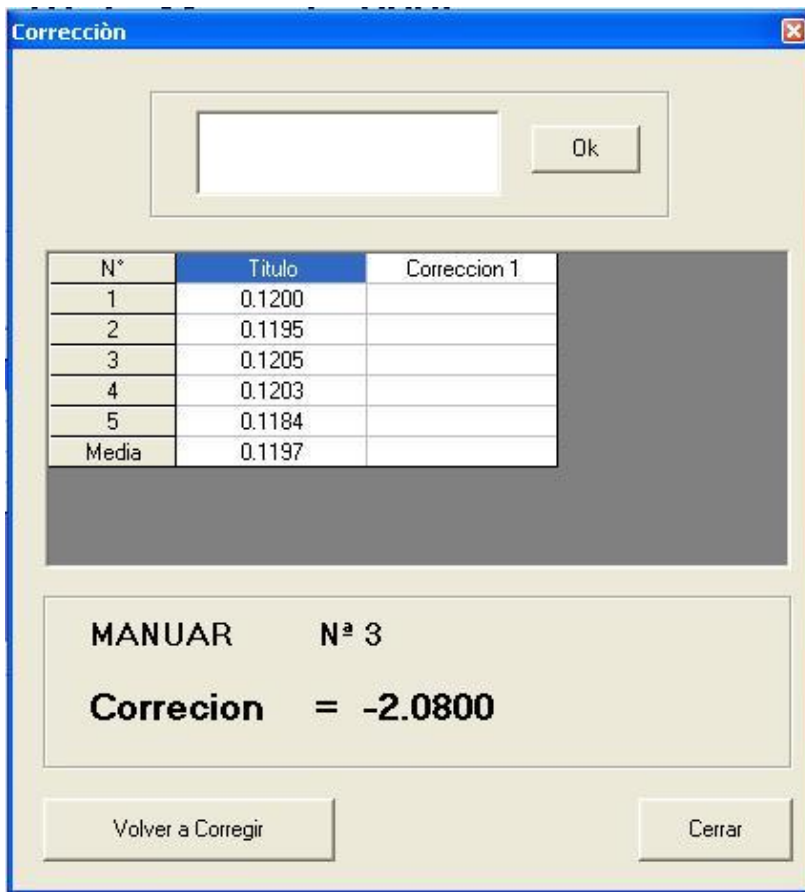 Correcciòn
Ok
N° Titulo Correccion 1
1 0.1200
2 0.1195
3 0.1205
4 0.1203
5 0.1184
Media 0.1197
MANUAR Nª 3
Correcion = -2.0800
Volver a Corregir Cerrar